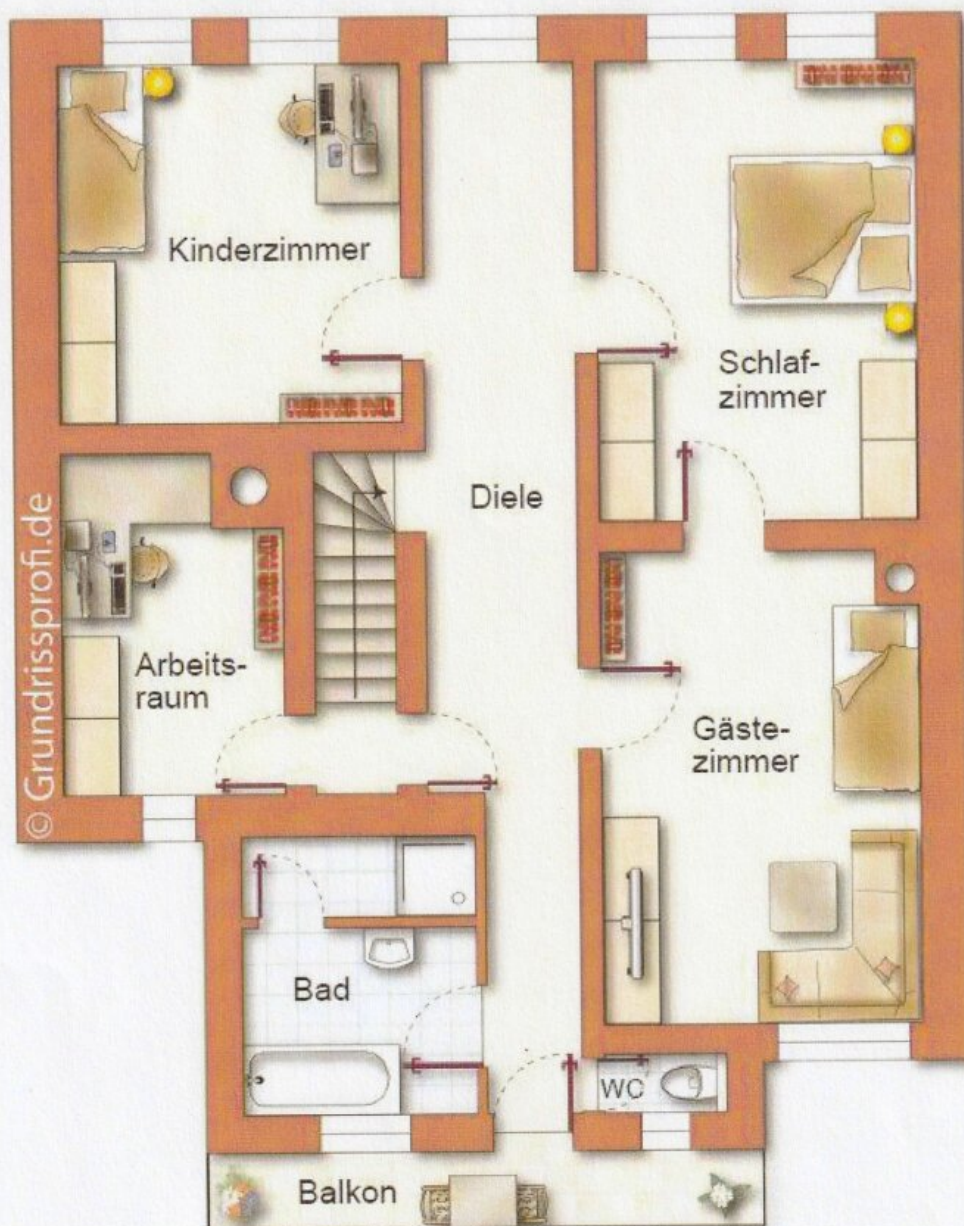 Kinderzimmer
Schlaf-
zimmer
Diele
© Grundrissprofi.de
Arbeits-
raum
Gäste-
zimmer
Bad
WC
Balkon